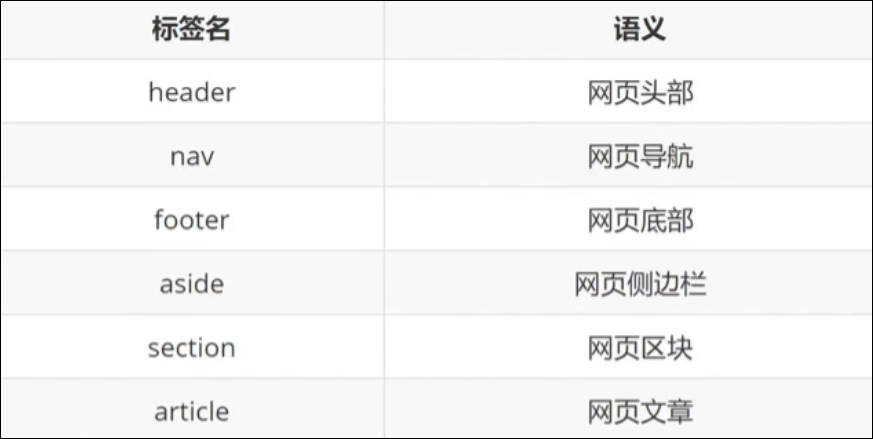 标签名 语义
header 网页头部
nav 网页导航
footer 网页底部
aside 网页侧边栏
section 网页区块
article 网页文章